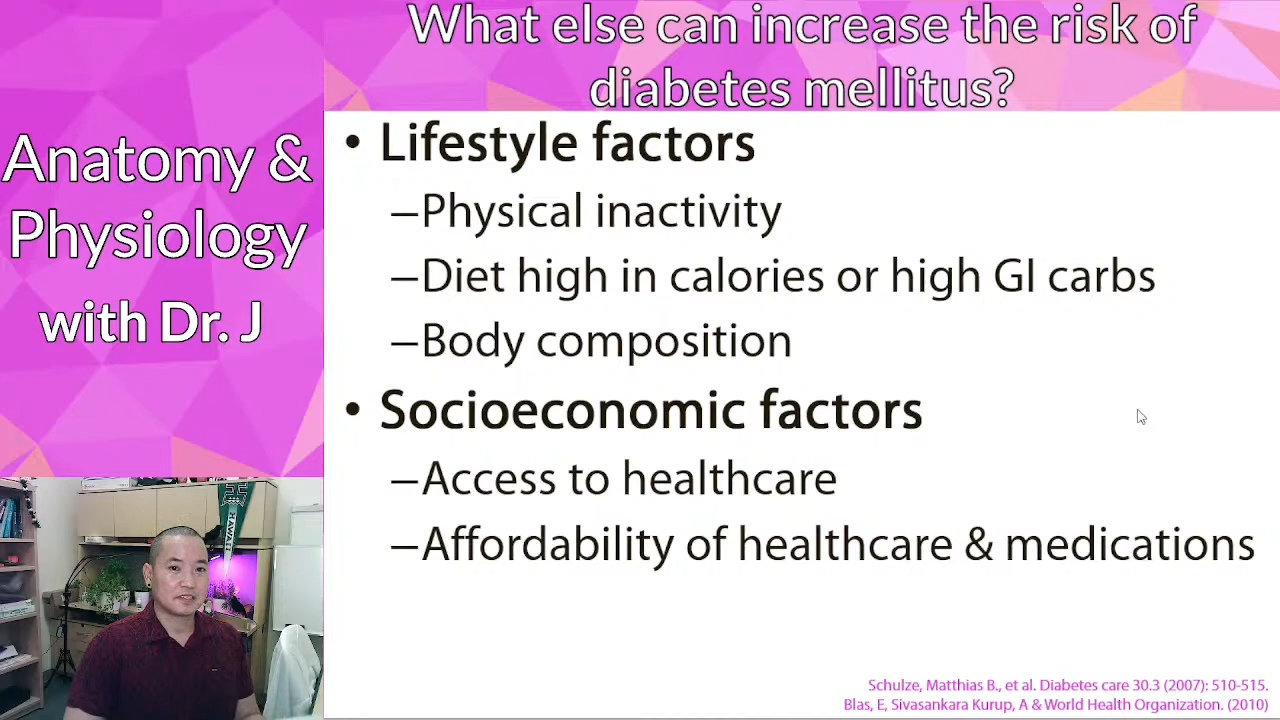 What else can increase the risk of
diabetes mellitus?
Anatomy &
Physiology
with Dr. J
• Lifestyle factors
–Physical inactivity
–Diet high in calories or high GI carbs
–Body composition
• Socioeconomic factors
–Access to healthcare
–Affordability of healthcare & medications
HAWAII
Schulze, Matthias B., et al. Diabetes care 30.3 (2007): 510-515.
Blas, E, Sivasankara Kurup, A & World Health Organization. (2010)